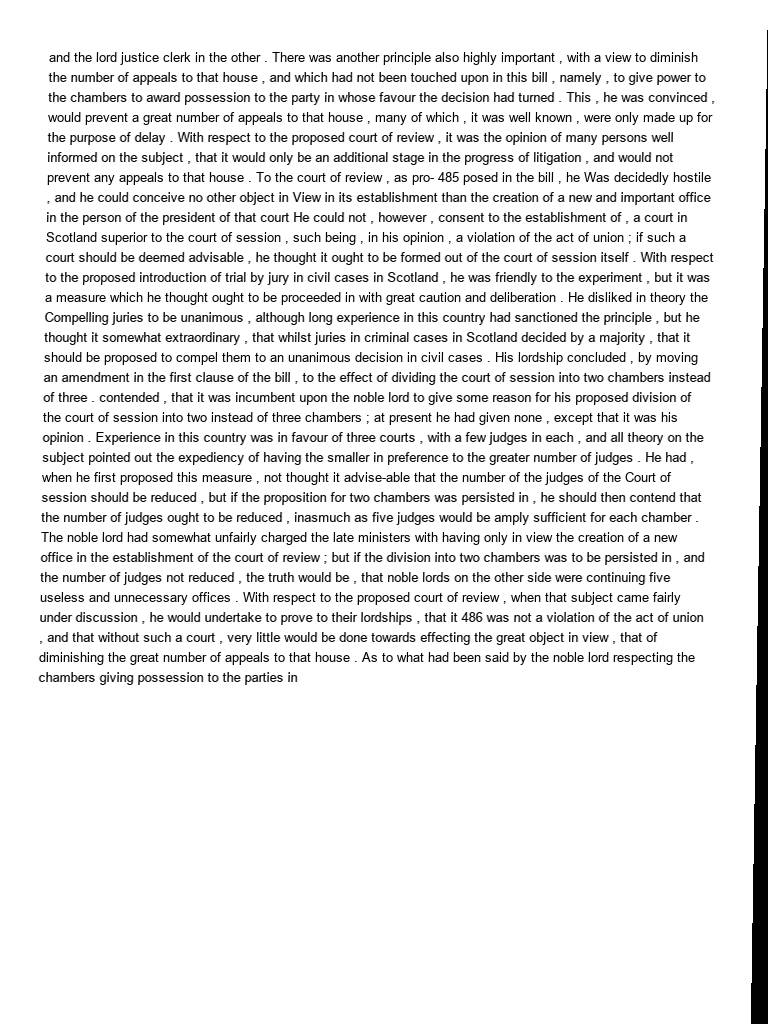 and the lord justice clerk in the other . There was another principle also highly important , with a view to diminish
the number of appeals to that house , and which had not been touched upon in this bill , namely , to give power to
the chambers to award possession to the party in whose favour the decision had turned . This , he was convinced ,
would prevent a great number of appeals to that house , many of which , it was well known , were only made up for
the purpose of delay . With respect to the proposed court of review , it was the opinion of many persons well
informed on the subject , that it would only be an additional stage in the progress of litigation , and would not
prevent any appeals to that house . To the court of review , as pro- 485 posed in the bill , he Was decidedly hostile
, and he could conceive no other object in View in its establishment than the creation of a new and important office
in the person of the president of that court He could not , however , consent to the establishment of , a court in
Scotland superior to the court of session , such being , in his opinion , a violation of the act of union ; if such a
court should be deemed advisable , he thought it ought to be formed out of the court of session itself . With respect
to the proposed introduction of trial by jury in civil cases in Scotland , he was friendly to the experiment , but it was
a measure which he thought ought to be proceeded in with great caution and deliberation . He disliked in theory the
Compelling juries to be unanimous , although long experience in this country had sanctioned the principle , but he
thought it somewhat extraordinary , that whilst juries in criminal cases in Scotland decided by a majority , that it
should be proposed to compel them to an unanimous decision in civil cases . His lordship concluded , by moving
an amendment in the first clause of the bill , to the effect of dividing the court of session into two chambers instead
of three . contended , that it was incumbent upon the noble lord to give some reason for his proposed division of
the court of session into two instead of three chambers ; at present he had given none , except that it was his
opinion . Experience in this country was in favour of three courts , with a few judges in each , and all theory on the
subject pointed out the expediency of having the smaller in preference to the greater number of judges . He had ,
when he first proposed this measure , not thought it advise-able that the number of the judges of the Court of
session should be reduced , but if the proposition for two chambers was persisted in , he should then contend that
the number of judges ought to be reduced , inasmuch as five judges would be amply sufficient for each chamber .
The noble lord had somewhat unfairly charged the late ministers with having only in view the creation of a new
office in the establishment of the court of review ; but if the division into two chambers was to be persisted in , and
the number of judges not reduced , the truth would be , that noble lords on the other side were continuing five
useless and unnecessary offices . With respect to the proposed court of review , when that subject came fairly
under discussion , he would undertake to prove to their lordships , that it 486 was not a violation of the act of union
, and that without such a court , very little would be done towards effecting the great object in view , that of
diminishing the great number of appeals to that house . As to what had been said by the noble lord respecting the
chambers giving possession to the parties in